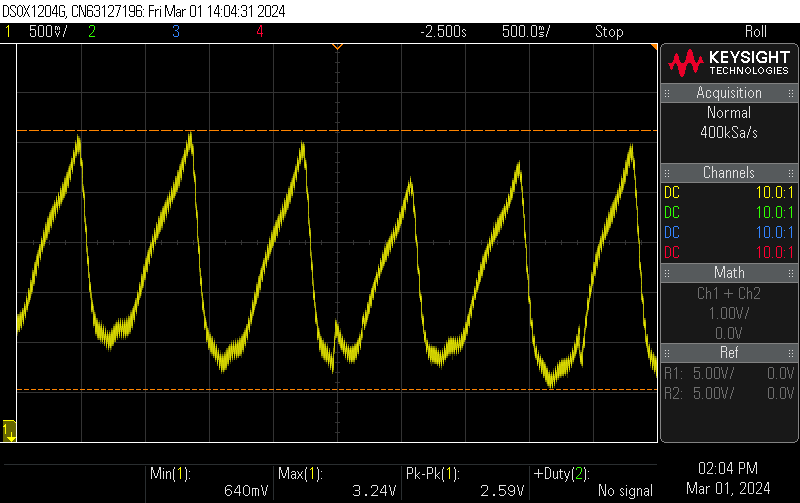 DSOX1204G, CN63127196: Fri Mar 01 14:04:31 2024
1 500mV/ 2 3 4 -2.500s 500.0ms/ Stop Roll
KEYSIGHT
TECHNOLOGIES
Acquisition
Normal
400kSa/s
Channels
DC 10.0:1
DC 10.0:1
DC 10.0:1
DC 10.0:1
Math
Ch1 + Ch2
1.00V/
0.0V
Ref
R1: 5.00V/ 0.0V
R2: 5.00V/ 0.0V
1
Min(1): Max(1): Pk-Pk(1): +Duty(2):
640mV 3.24V 2.59V No signal
02:04 PM
Mar 01, 2024